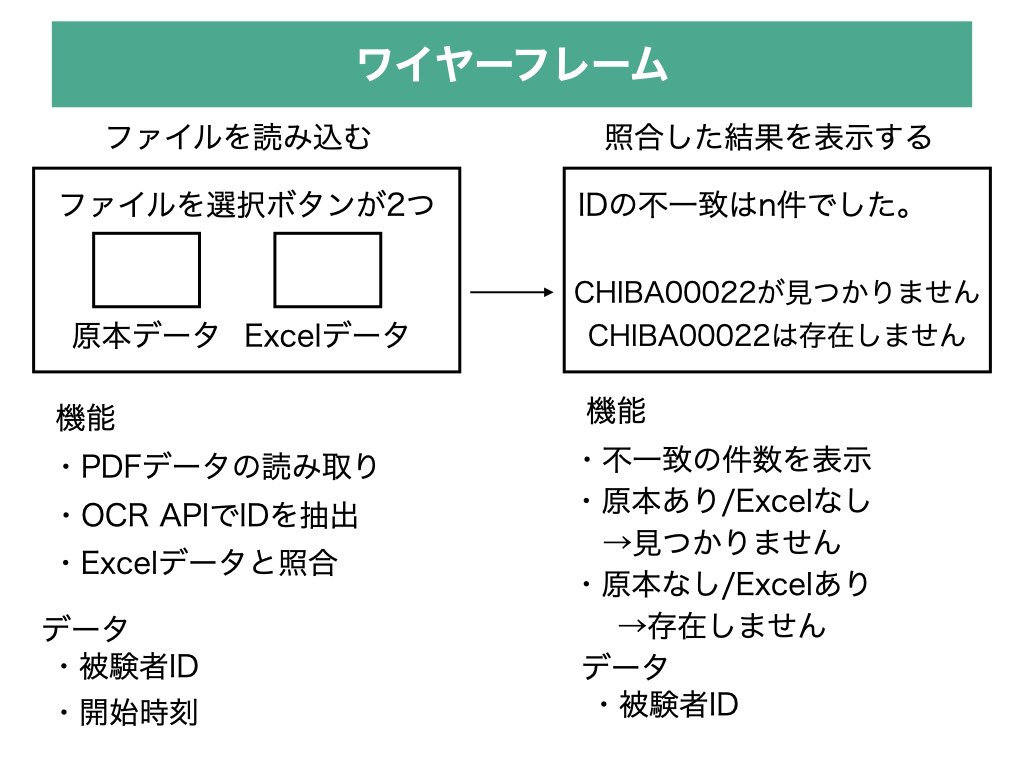 ワイヤーフレーム
ファイルを読み込む
ファイルを選択ボタンが2つ
原本データ Excelデータ
機能
・PDFデータの読み取り
・OCR APIでIDを抽出
・Excelデータと照合
データ
・被験者ID
・開始時刻
照合した結果を表示する
IDの不一致はn件でした。
CHIBA00022が見つかりません
CHIBA00022は存在しません
機能
・不一致の件数を表示
・原本あり/Excelなし
→見つかりません
・原本なし/Excelあり
→存在しません
データ
・被験者ID